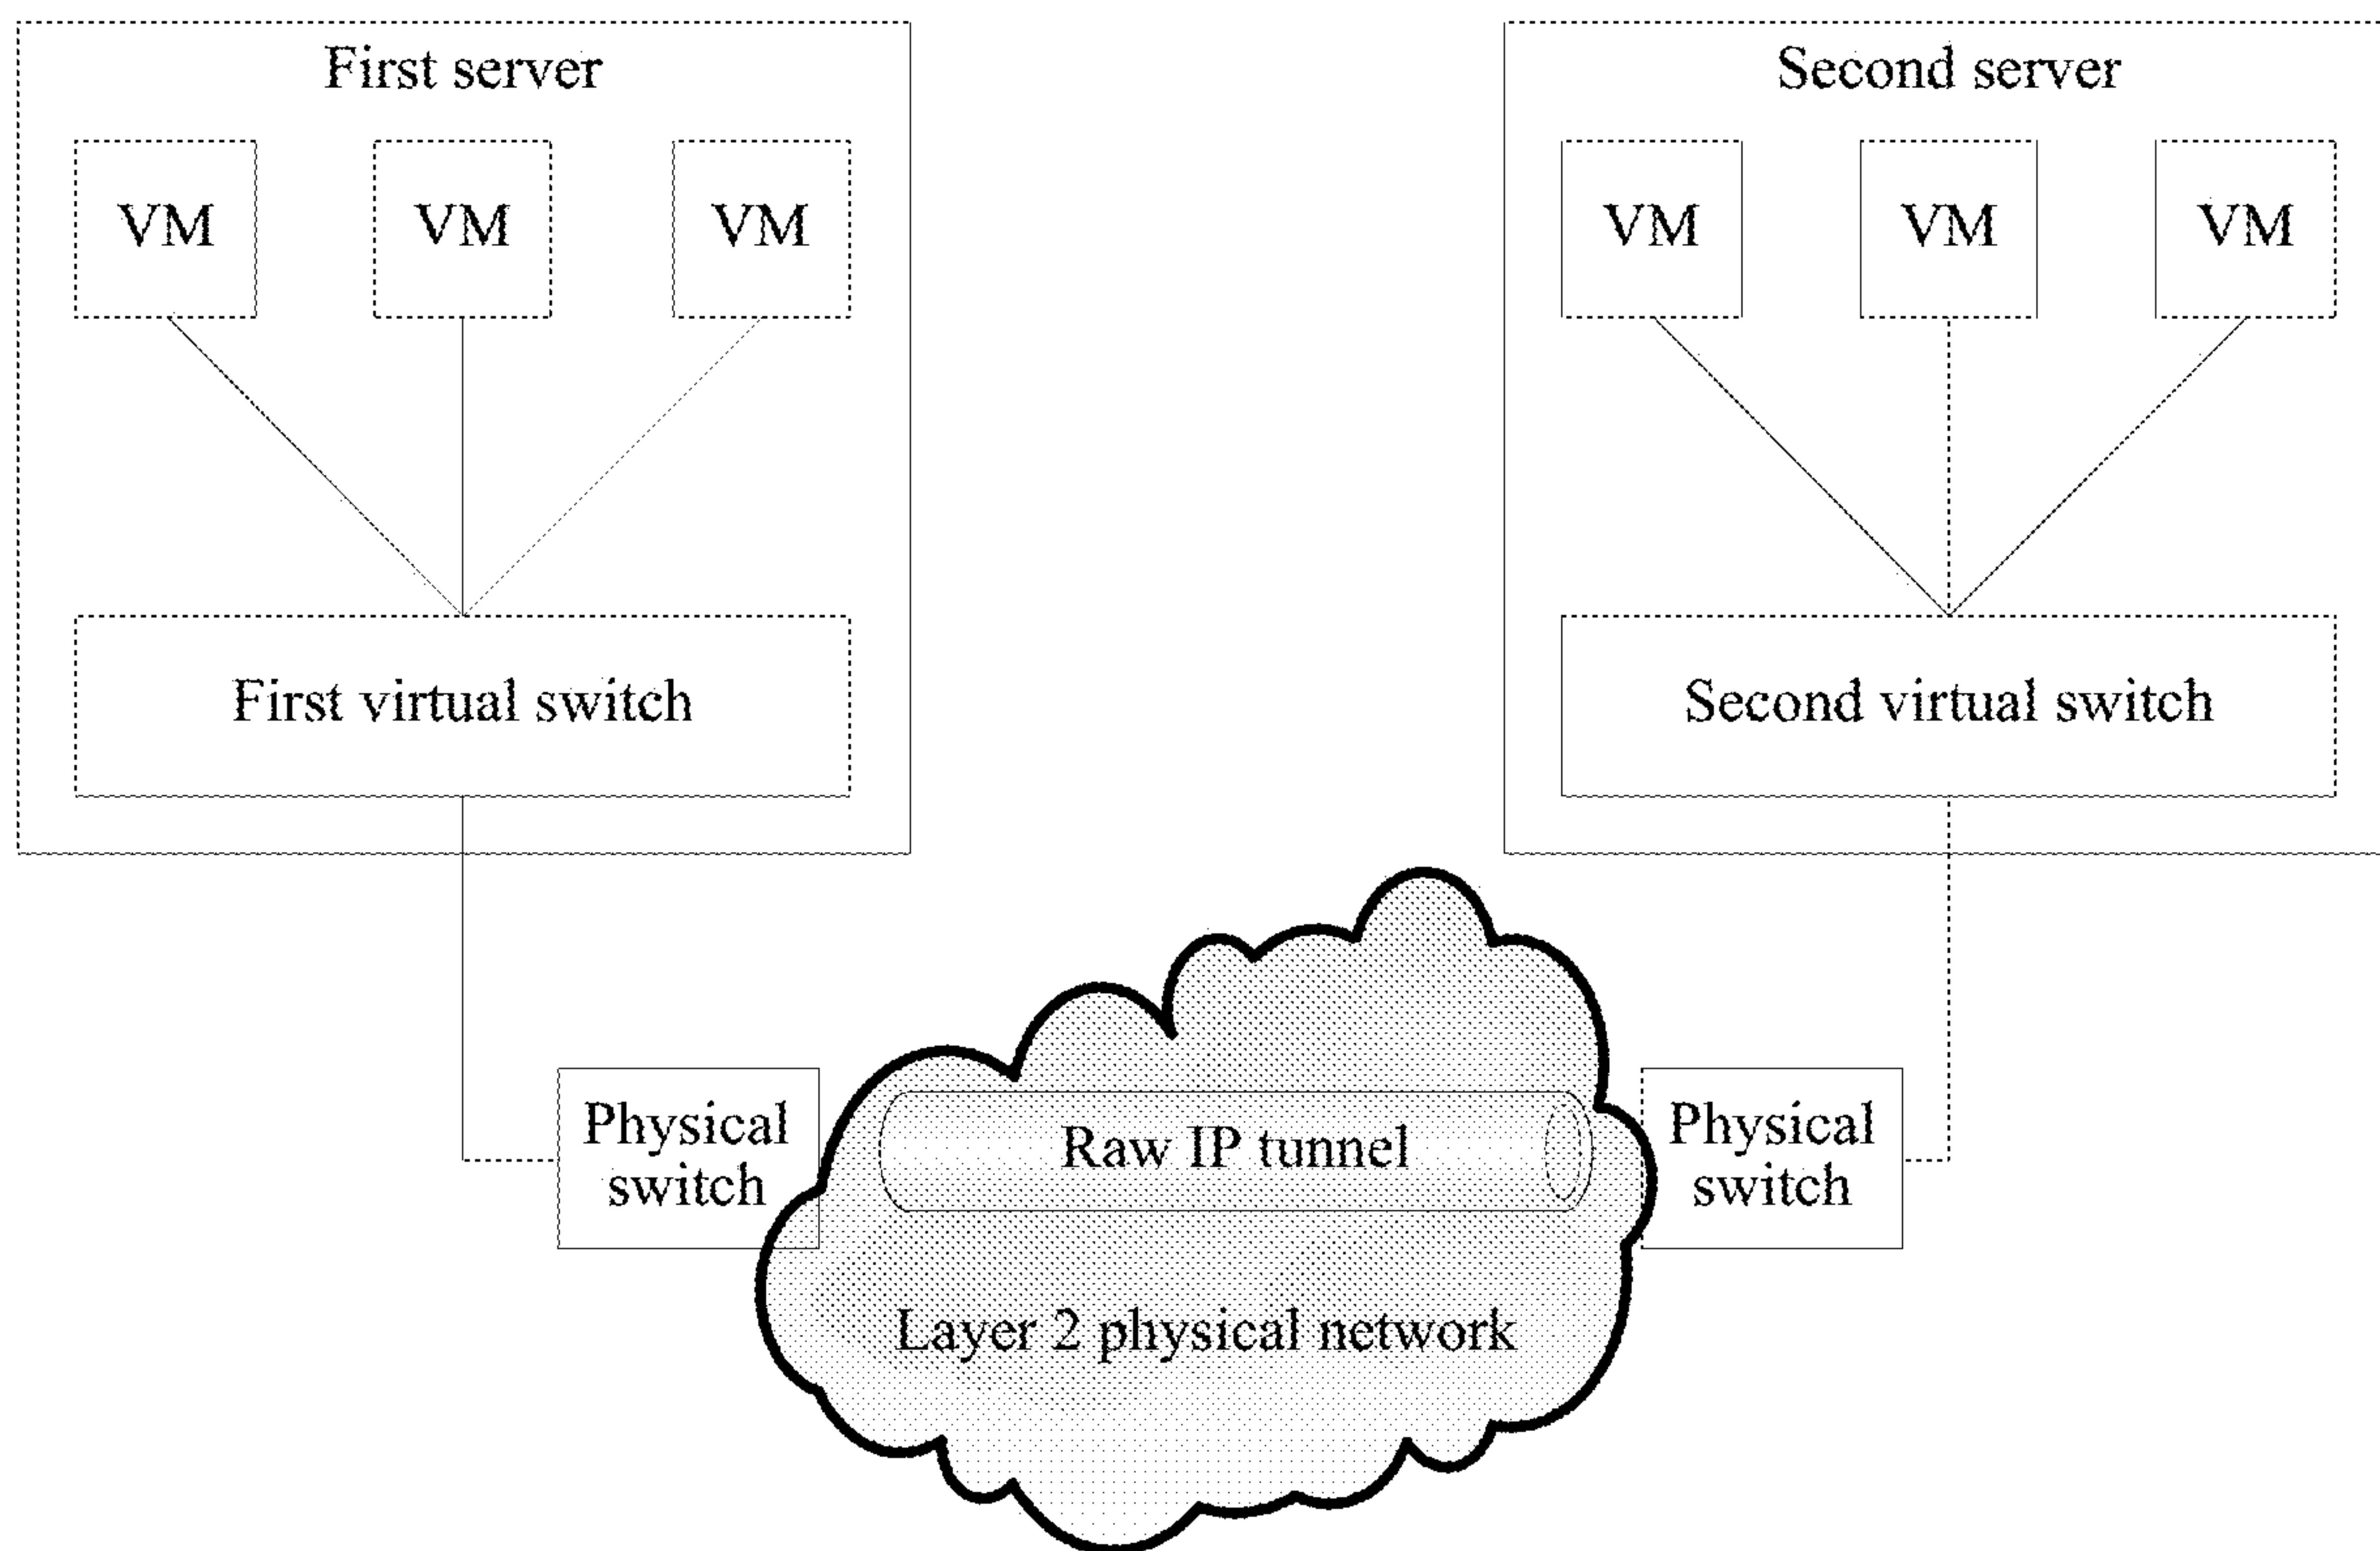 First server
VM
VM
VM
First virtual switch
Second server
VM
VM
VM
Second virtual switch
Physical
switch
Raw IP tunnel
Layer 2 physical network
Physical
switch